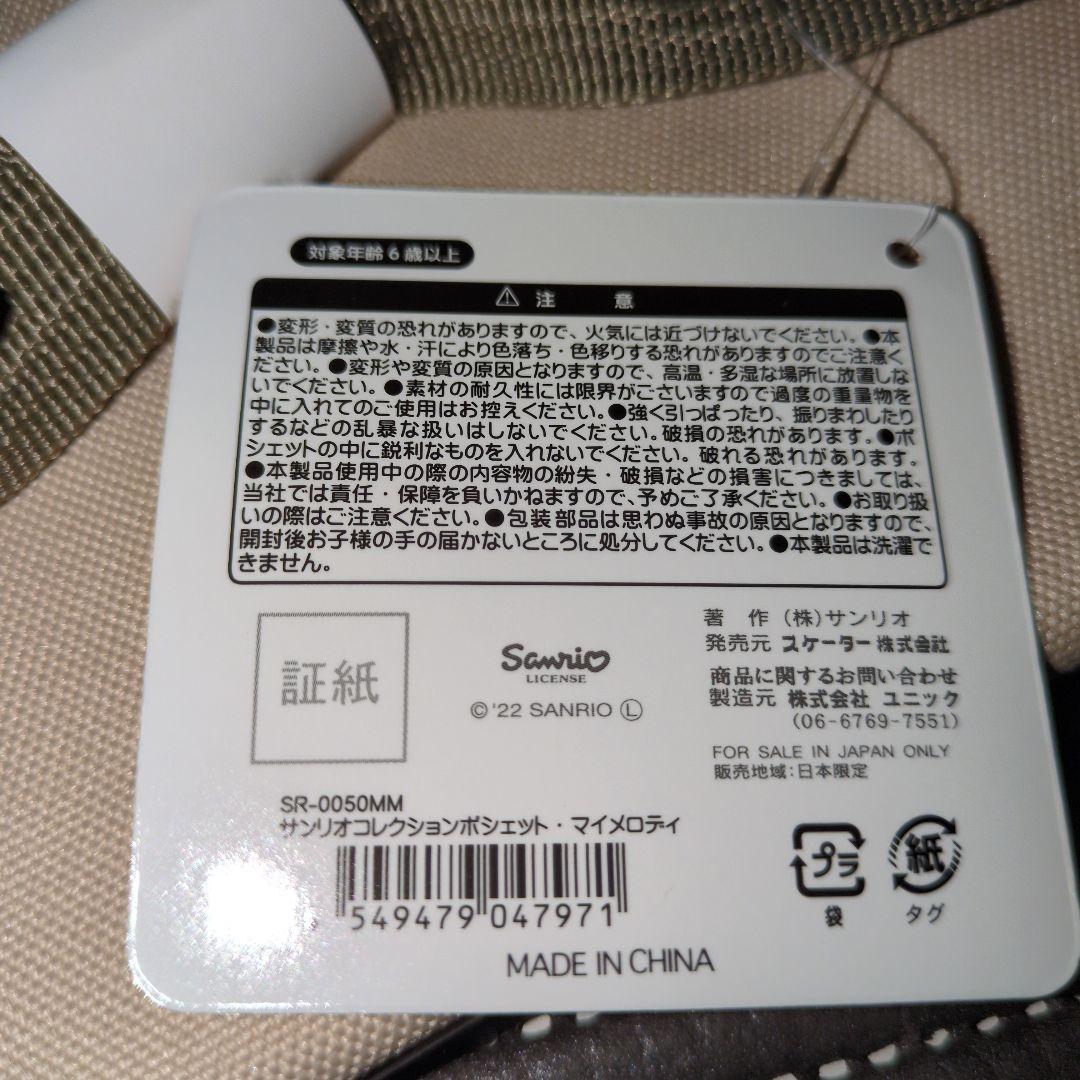 対象年齢6歳以上
⚠ 注 意
●変形・変質の恐れがありますので、火気には近づけないでください。●本
製品は摩擦や水・汗により色落ち・色移りする恐れがありますのでご注意く
ださい。●変形や変質の原因となりますので、高温・多湿な場所に放置しな
いでください。●素材の耐久性には限界がございますので過度の重量物を
中に入れてのご使用はお控えください。●強く引っぱったり、振りまわしたり
するなどの乱暴な扱いはしないでください。破損の恐れがあります。●ポ
シェットの中に鋭利なものを入れないでください。破れる恐れがあります。
●本製品使用中の際の内容物の紛失・破損などの損害につきましては、
当社では責任・保障を負いかねますので、予めご了承ください。●お取り扱
いの際はご注意ください。●包装部品は思わぬ事故の原因となりますので、
開封後お子様の手の届かないところに処分してください。●本製品は洗濯で
きません。
証紙
Sanrio
LICENSE
©'22 SANRIO Ⓛ
著 作 (株)サンリオ
発売元 スケーター株式会社
商品に関するお問い合わせ
製造元 株式会社 ユニック
(06-6769-7551)
FOR SALE IN JAPAN ONLY
販売地域:日本限定
SR-0050MM
サンリオコレクションポシェット・マイメロディ
549479 047971
プラ
袋
紙
タグ
MADE IN CHINA